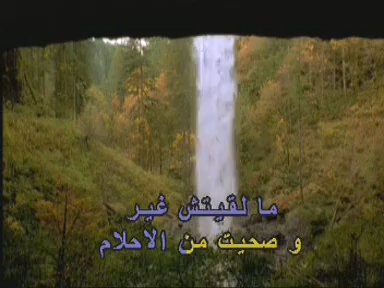 ما لقيتش غير
و صحيت من الاحلام